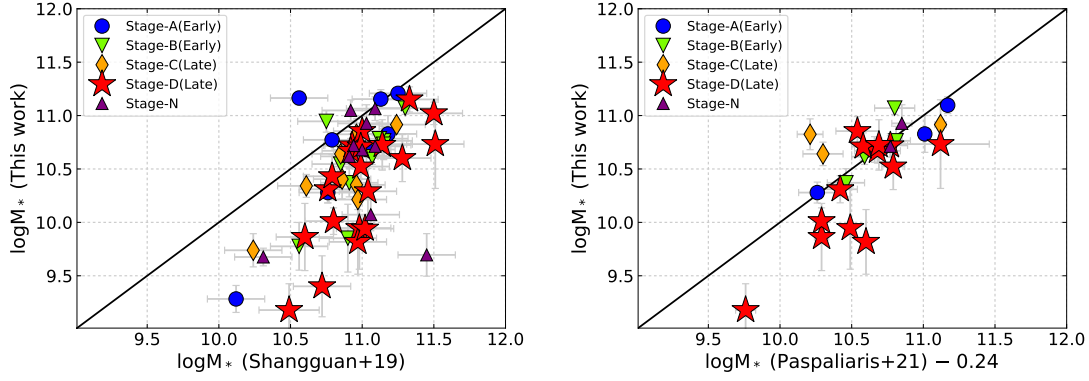 12.0
11.5
11.0
10.5
10.0
9.5
logM* (This work)
Stage-A(Early)
Stage-B(Early)
Stage-C(Late)
Stage-D(Late)
Stage-N
9.5 10.0 10.5 11.0 11.5 12.0
logM* (Shangguan+19)
12.0
11.5
11.0
10.5
10.0
9.5
logM* (This work)
Stage-A(Early)
Stage-B(Early)
Stage-C(Late)
Stage-D(Late)
Stage-N
9.5 10.0 10.5 11.0 11.5 12.0
logM* (Paspaliaris+21) − 0.24